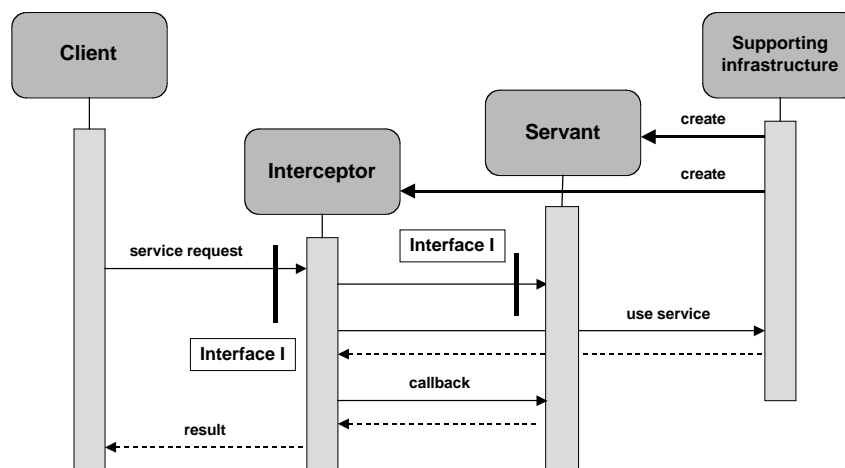 Client
Supporting
infrastructure
Servant
create
Interceptor
create
service request
Interface I
use service
Interface I
callback
result